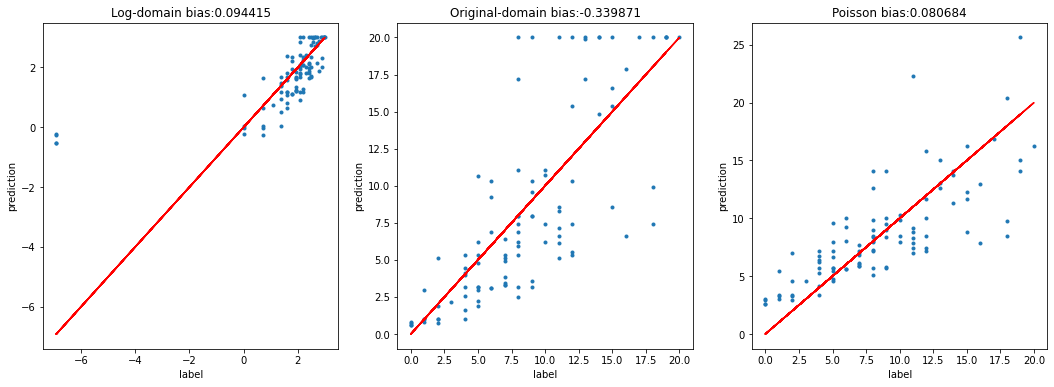 Log-domain bias:0.094415
2
0
−2
−4
−6
prediction
−6 −4 −2 0 2
label
Original-domain bias:-0.339871
20.0
17.5
15.0
12.5
10.0
7.5
5.0
2.5
0.0
prediction
0.0 2.5 5.0 7.5 10.0 12.5 15.0 17.5 20.0
label
Poisson bias:0.080684
25
20
15
10
5
0
prediction
0.0 2.5 5.0 7.5 10.0 12.5 15.0 17.5 20.0
label